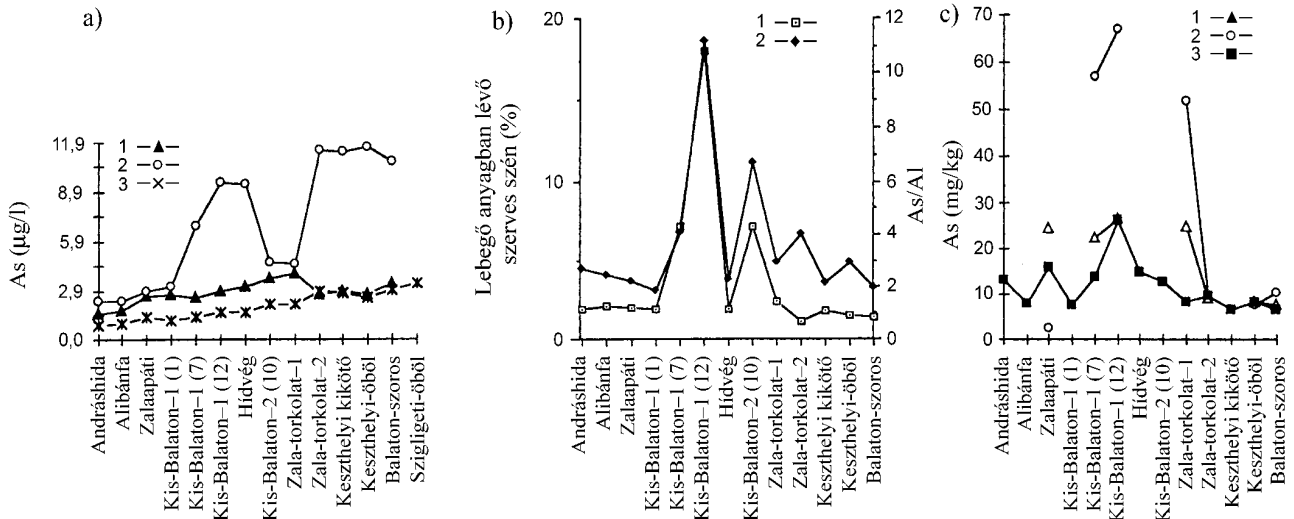 a)
As (µg/l)
11,9
8,9
5,9
2,9
0,0
1
2
3
Andráshida
Alibánfa
Zalaapáti
Kis-Balaton–1 (1)
Kis-Balaton–1 (7)
Kis-Balaton–1 (12)
Hídvég
Kis-Balaton–2 (10)
Zala-torkolat–1
Zala-torkolat–2
Keszthelyi kikötő
Keszthelyi-öböl
Balaton-szoros
Szigligeti-öböl
b)
Lebegő anyagban lévő
szerves szén (%)
20
10
0
1
2
As/Al
12
10
8
6
4
2
0
Andráshida
Alibánfa
Zalaapáti
Kis-Balaton–1 (1)
Kis-Balaton–1 (7)
Kis-Balaton–1 (12)
Hídvég
Kis-Balaton–2 (10)
Zala-torkolat–1
Zala-torkolat–2
Keszthelyi kikötő
Keszthelyi-öböl
Balaton-szoros
c)
As (mg/kg)
70
60
50
40
30
20
10
0
1
2
3
Andráshida
Alibánfa
Zalaapáti
Kis-Balaton–1 (1)
Kis-Balaton–1 (7)
Kis-Balaton–1 (12)
Hídvég
Kis-Balaton–2 (10)
Zala-torkolat–1
Zala-torkolat–2
Keszthelyi kikötő
Keszthelyi-öböl
Balaton-szoros